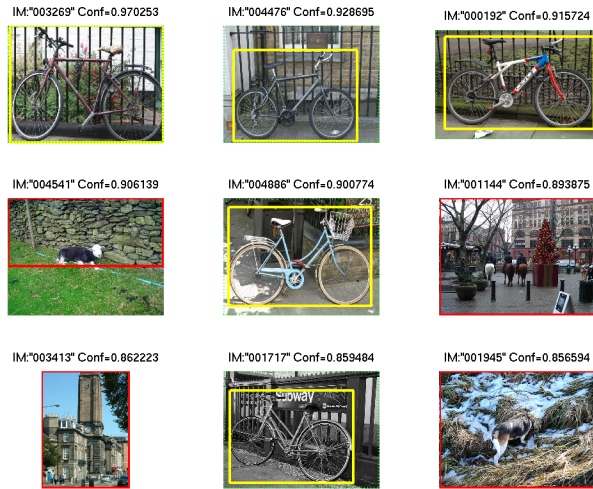 IM:"003269" Conf=0.970253
IM:"004476" Conf=0.928695
IM:"000192" Conf=0.915724
IM:"004541" Conf=0.906139
IM:"004886" Conf=0.900774
IM:"001144" Conf=0.893875
IM:"003413" Conf=0.862223
IM:"001717" Conf=0.859484
IM:"001945" Conf=0.856594
Subway